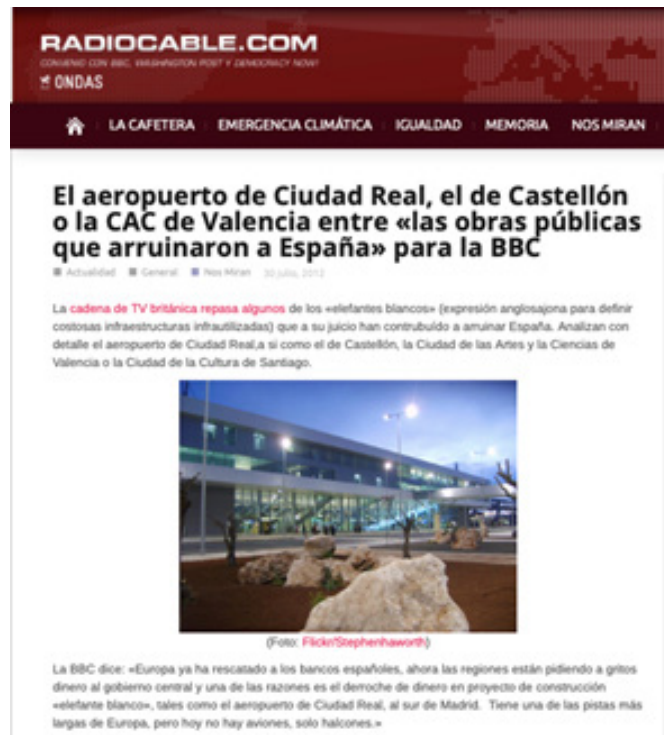 RADIOCABLE.COM
CONVENIO CON BBC, WASHINGTON POST Y DEMOCRACY NOW!
ONDAS
LA CAFETERA EMERGENCIA CLIMÁTICA IGUALDAD MEMORIA NOS MIRAN
El aeropuerto de Ciudad Real, el de Castellón
o la CAC de Valencia entre «las obras públicas
que arruinaron a España» para la BBC
Actualidad General Nos Miran 30 julio, 2012
La cadena de TV británica repasa algunos de los «elefantes blancos» (expresión anglosajona para definir
costosas infraestructuras infrautilizadas) que a su juicio han contrubuído a arruinar España. Analizan con
detalle el aeropuerto de Ciudad Real,a si como el de Castellón, la Ciudad de las Artes y la Ciencias de
Valencia o la Ciudad de la Cultura de Santiago.
(Foto: Flickr/Stephenhaworth)
La BBC dice: «Europa ya ha rescatado a los bancos españoles, ahora las regiones están pidiendo a gritos
dinero al gobierno central y una de las razones es el derroche de dinero en proyecto de construcción
«elefante blanco», tales como el aeropuerto de Ciudad Real, al sur de Madrid. Tiene una de las pistas más
largas de Europa, pero hoy no hay aviones, solo halcones.»